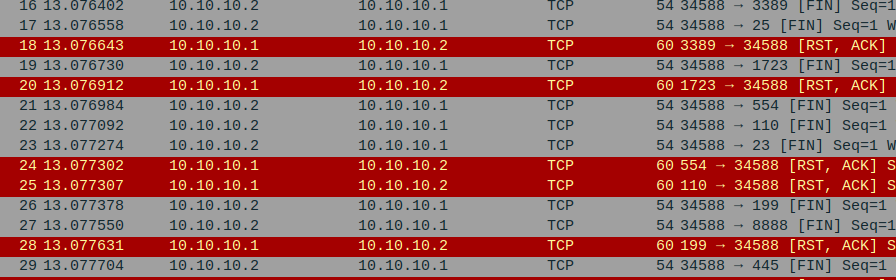 16 13.076402 10.10.10.2 10.10.10.1 TCP 54 34588 → 3389 [FIN] Seq=1
17 13.076558 10.10.10.2 10.10.10.1 TCP 54 34588 → 25 [FIN] Seq=1 W
18 13.076643 10.10.10.1 10.10.10.2 TCP 60 3389 → 34588 [RST, ACK]
19 13.076730 10.10.10.2 10.10.10.1 TCP 54 34588 → 1723 [FIN] Seq=1
20 13.076912 10.10.10.1 10.10.10.2 TCP 60 1723 → 34588 [RST, ACK]
21 13.076984 10.10.10.2 10.10.10.1 TCP 54 34588 → 554 [FIN] Seq=1
22 13.077092 10.10.10.2 10.10.10.1 TCP 54 34588 → 110 [FIN] Seq=1
23 13.077274 10.10.10.2 10.10.10.1 TCP 54 34588 → 23 [FIN] Seq=1 W
24 13.077302 10.10.10.1 10.10.10.2 TCP 60 554 → 34588 [RST, ACK] S
25 13.077307 10.10.10.1 10.10.10.2 TCP 60 110 → 34588 [RST, ACK] S
26 13.077378 10.10.10.2 10.10.10.1 TCP 54 34588 → 199 [FIN] Seq=1
27 13.077550 10.10.10.2 10.10.10.1 TCP 54 34588 → 8888 [FIN] Seq=1
28 13.077631 10.10.10.1 10.10.10.2 TCP 60 199 → 34588 [RST, ACK] S
29 13.077704 10.10.10.2 10.10.10.1 TCP 54 34588 → 445 [FIN] Seq=1